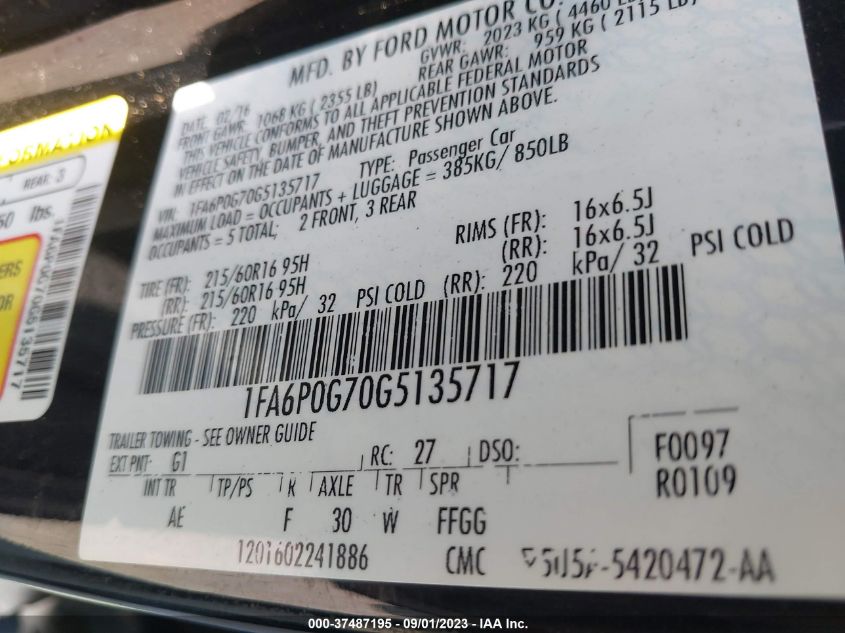 MFD. BY FORD MOTOR CO.
DATE: 02/16 GVWR: 2023 KG ( 4460 LB
FRONT GAWR: 1068 KG ( 2355 LB) REAR GAWR: 959 KG ( 2115 LB)
THIS VEHICLE CONFORMS TO ALL APPLICABLE FEDERAL MOTOR
VEHICLE SAFETY, BUMPER, AND THEFT PREVENTION STANDARDS
IN EFFECT ON THE DATE OF MANUFACTURE SHOWN ABOVE.
VIN: 1FA6P0G70G5135717 TYPE: Passenger Car
MAXIMUM LOAD = OCCUPANTS + LUGGAGE = 385KG/ 850LB
OCCUPANTS = 5 TOTAL; 2 FRONT, 3 REAR
TIRE (FR): 215/60R16 95H RIMS (FR): 16x6.5J
(RR): 215/60R16 95H (RR): 16x6.5J
PRESSURE (FR): 220 kPa/ 32 PSI COLD (RR): 220 kPa/ 32 PSI COLD
1FA6P0G70G5135717
TRAILER TOWING - SEE OWNER GUIDE
EXT PNT: G1 RC: 27 DSO: F0097
INT TR TP/PS R AXLE TR SPR R0109
AE F 30 W FFGG
1201602241886 CMC 5U5A-5420472-AA
REAR: 3
lbs.
1FA6P0G70G5135717
000-37487195 - 09/01/2023 - IAA Inc.